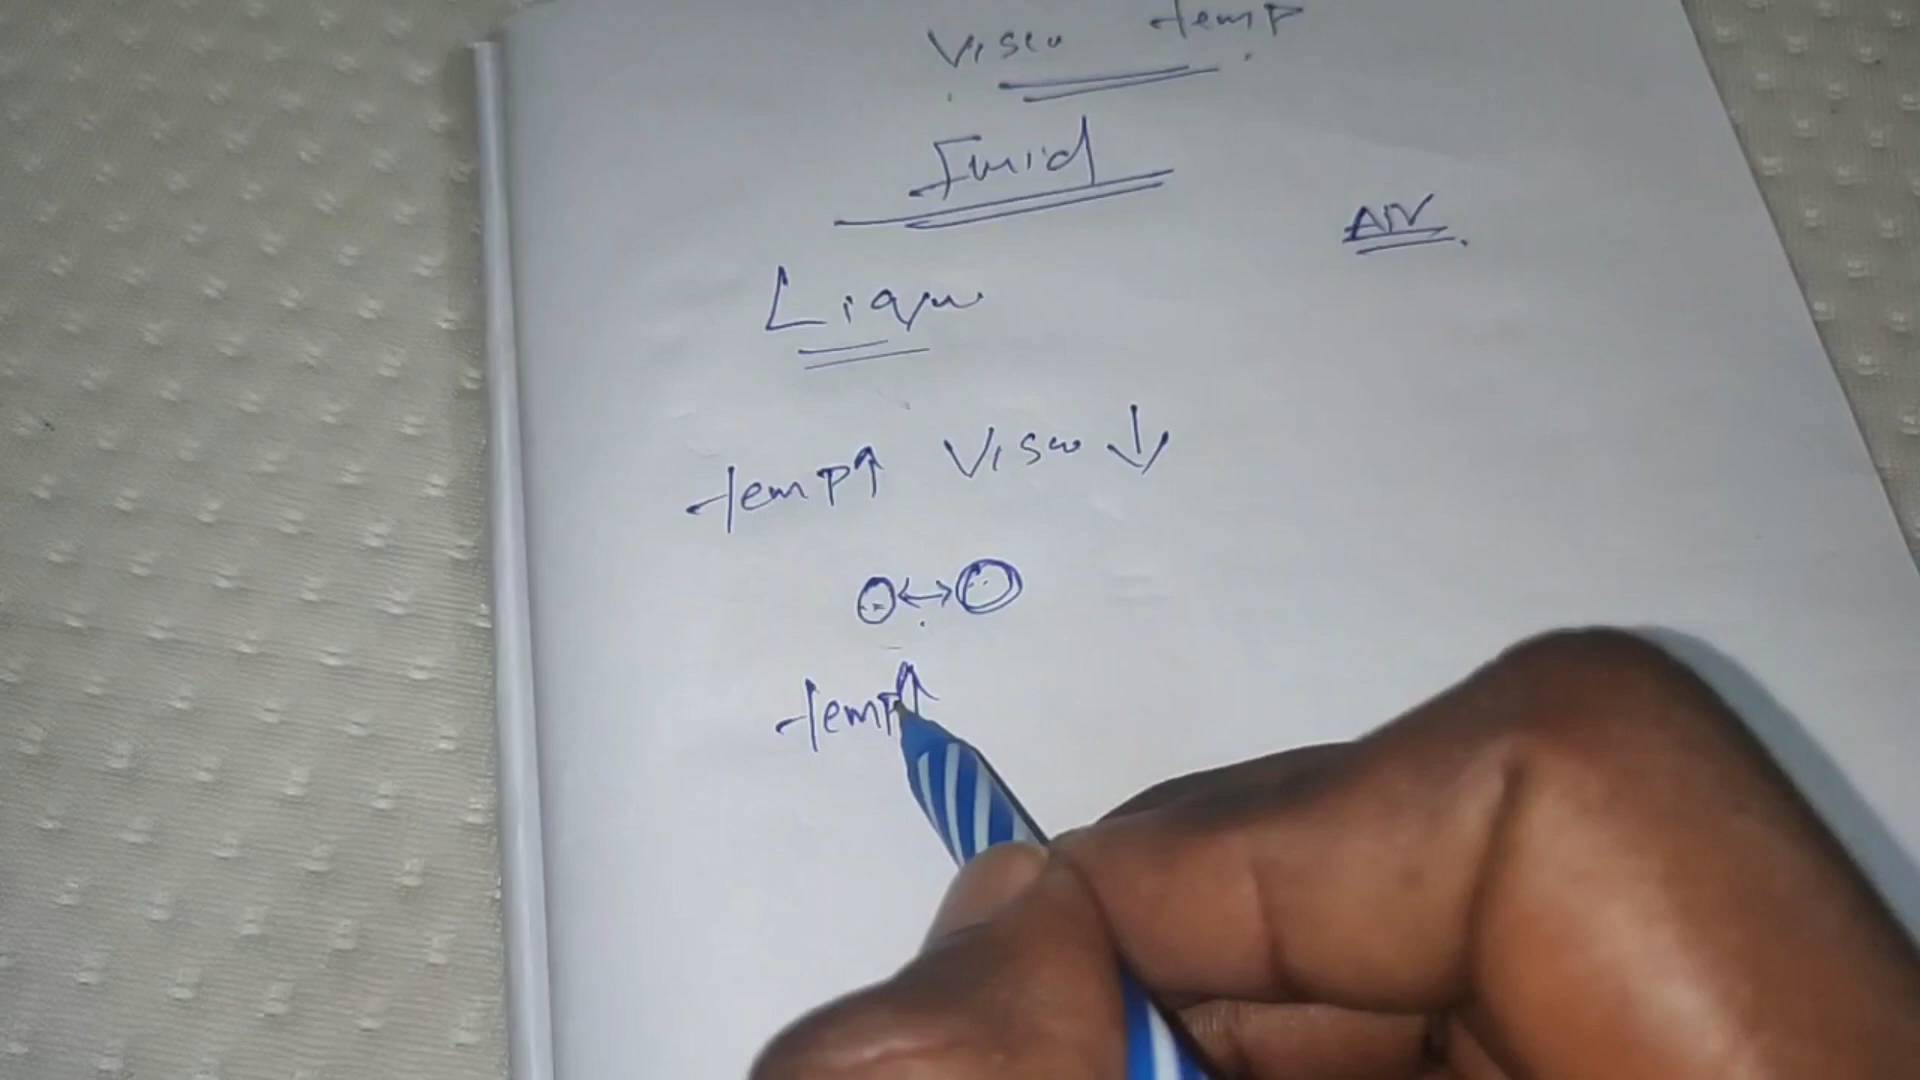 Visco temp
Fluid
AIr
Liqu
temp↑ Visco ↓
temp↑